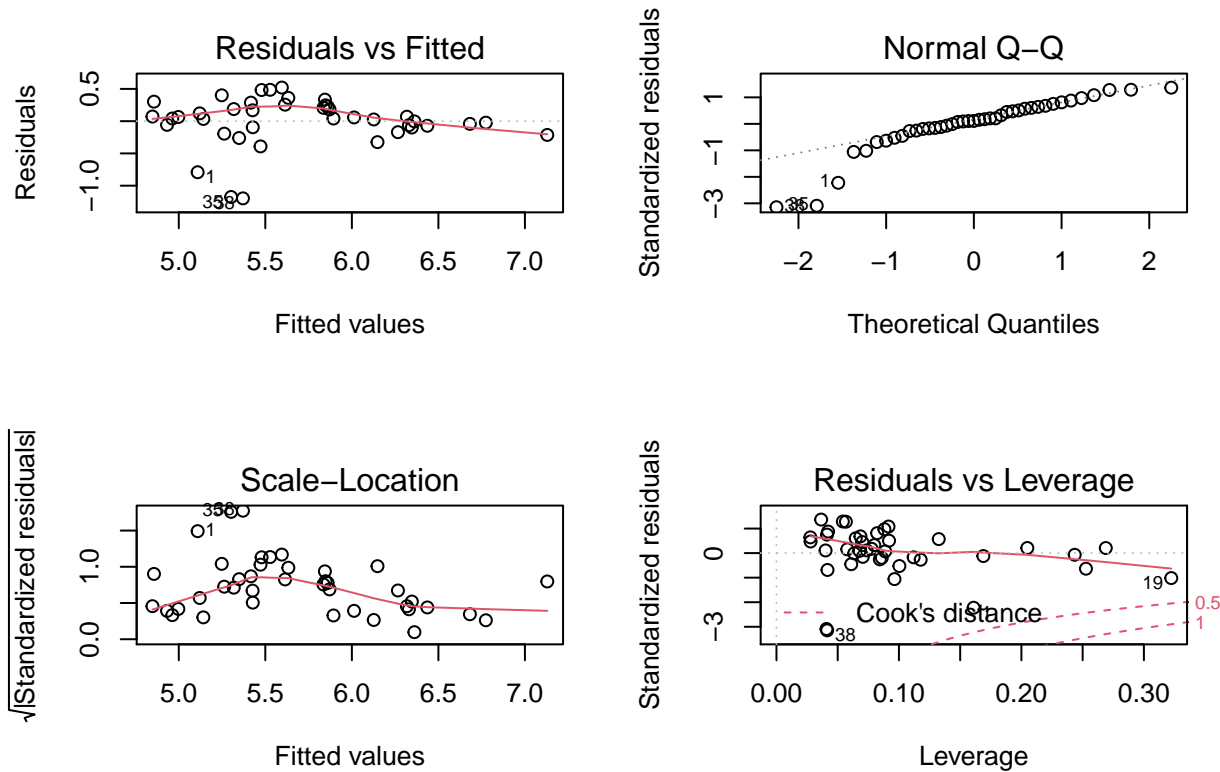 Residuals vs Fitted
Residuals
0.5
−1.0
1
38
5.0
5.5
6.0
6.5
7.0
Fitted values
Normal Q−Q
Standardized residuals
1
−1
−3
1
−2
−1
0
1
2
Theoretical Quantiles
Scale−Location
√|Standardized residuals|
1.0
0.0
1
5.0
5.5
6.0
6.5
7.0
Fitted values
Residuals vs Leverage
Standardized residuals
0
−3
19
Cook's distance
38
0.5
1
0.00
0.10
0.20
0.30
Leverage